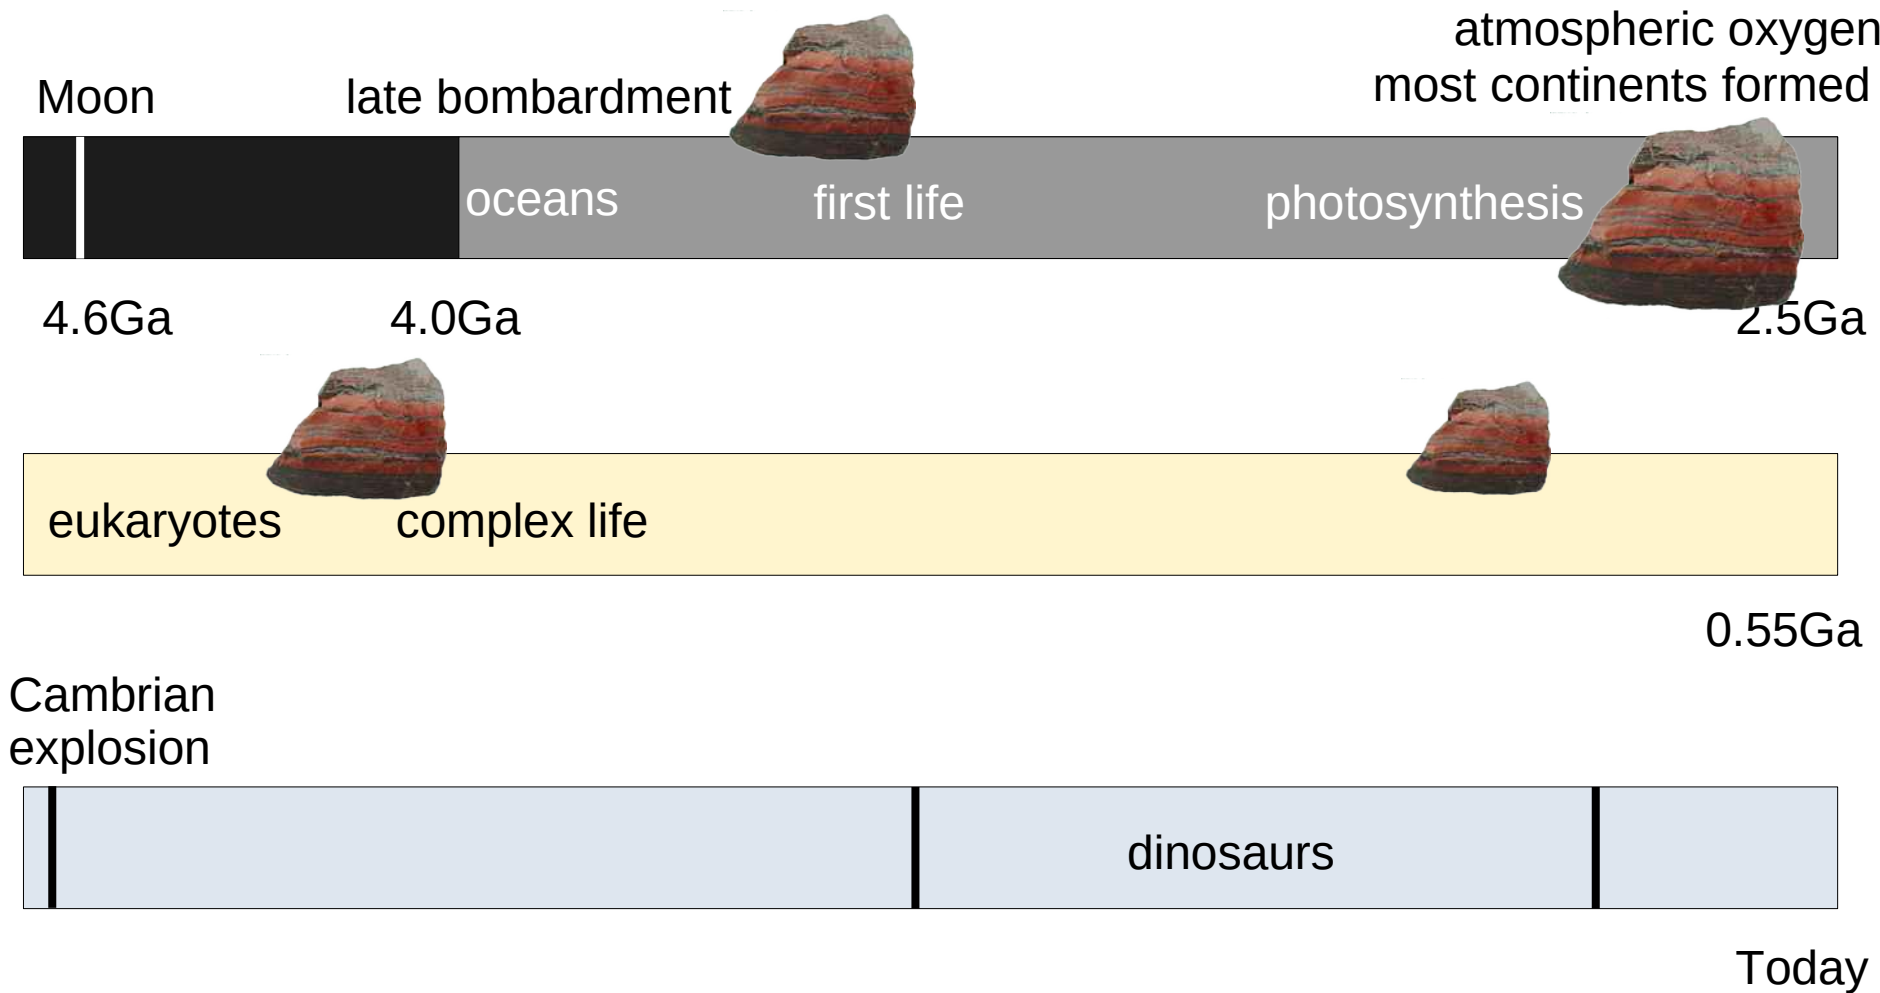 atmospheric oxygen
Moon late bombardment most continents formed
oceans first life photosynthesis
4.6Ga 4.0Ga 2.5Ga
eukaryotes complex life
0.55Ga
Cambrian
explosion
dinosaurs
Today